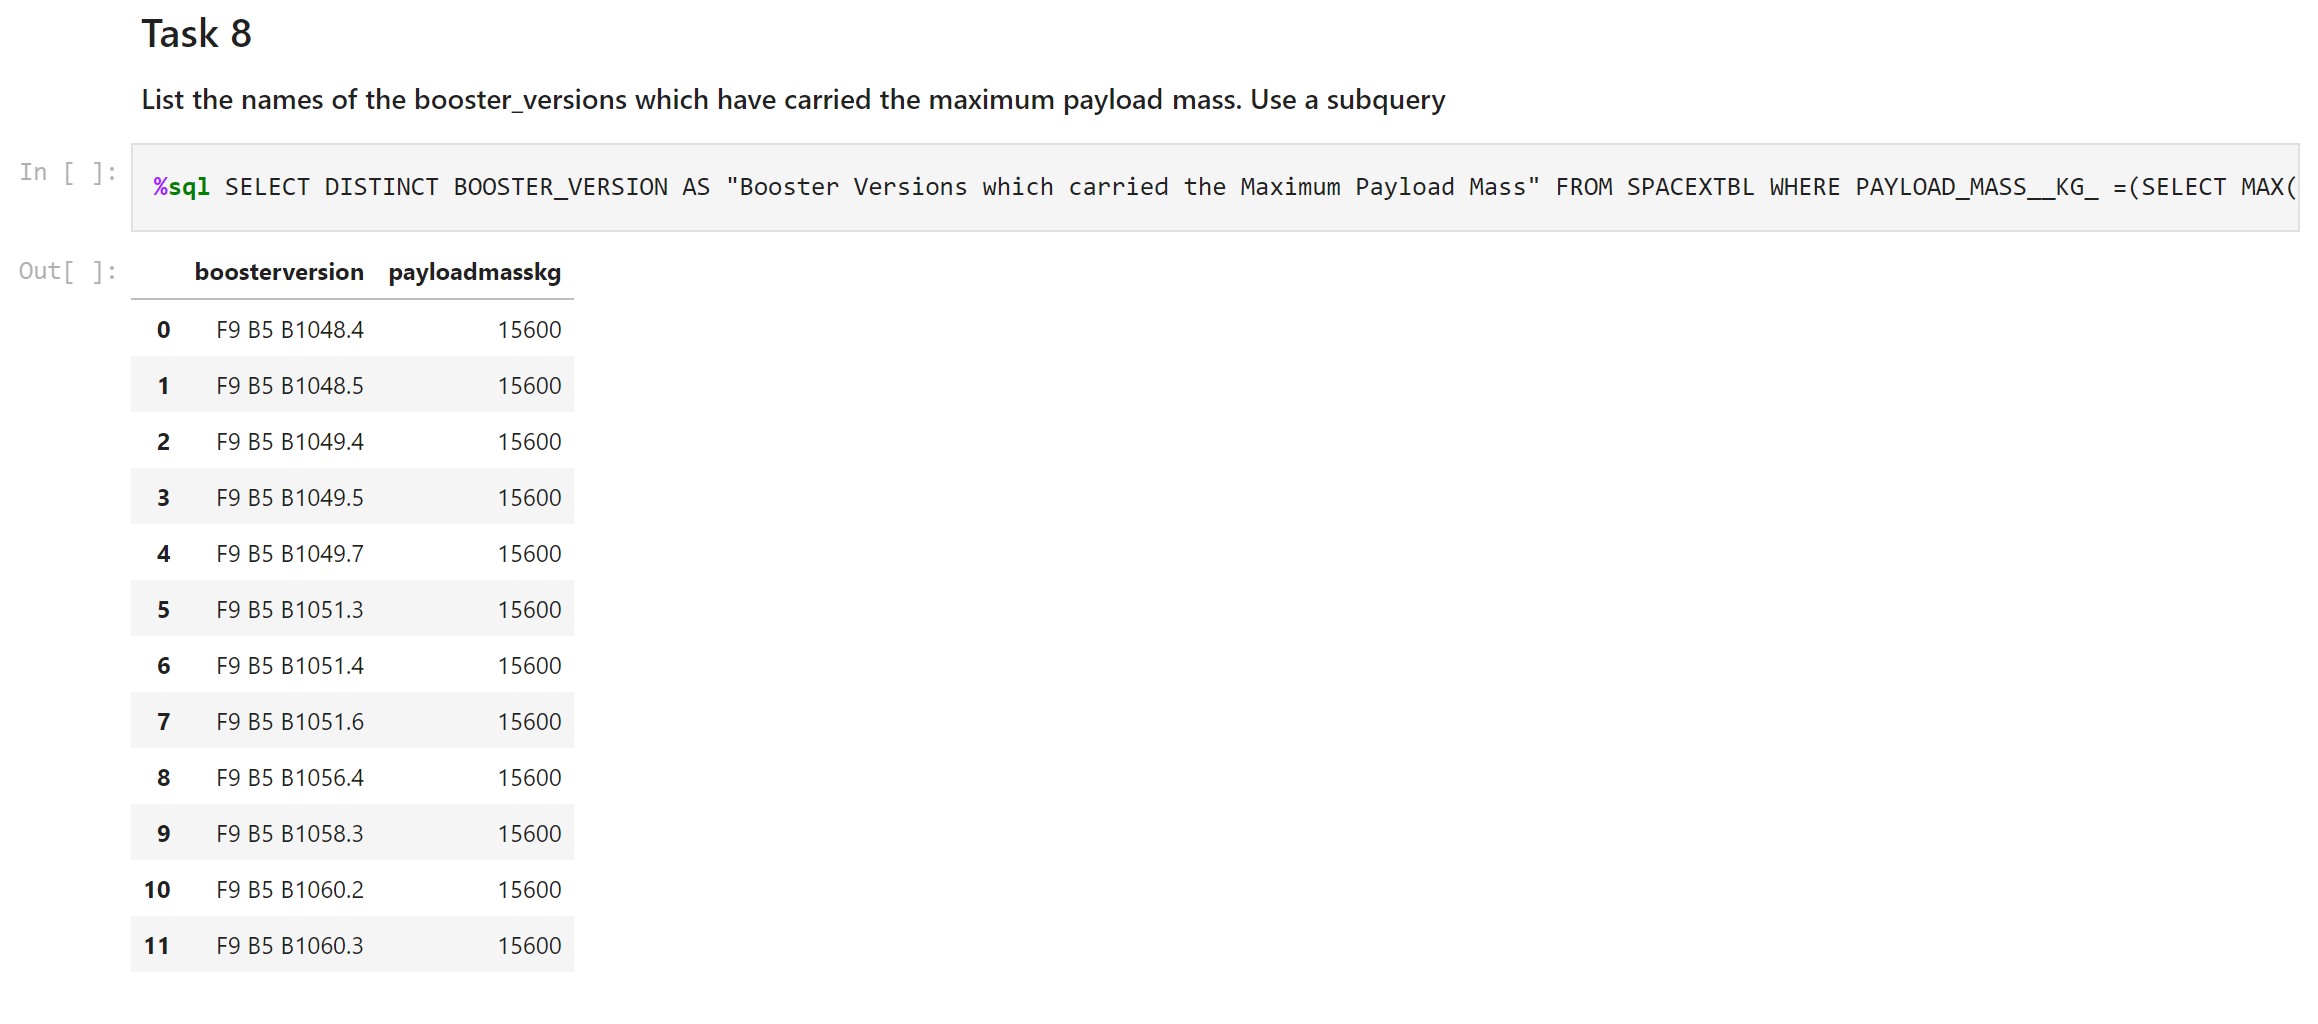 Task 8
List the names of the booster_versions which have carried the maximum payload mass. Use a subquery
In [ ]: %sql SELECT DISTINCT BOOSTER_VERSION AS "Booster Versions which carried the Maximum Payload Mass" FROM SPACEXTBL WHERE PAYLOAD_MASS__KG_ =(SELECT MAX(
Out[ ]: boosterversion payloadmasskg
0 F9 B5 B1048.4 15600
1 F9 B5 B1048.5 15600
2 F9 B5 B1049.4 15600
3 F9 B5 B1049.5 15600
4 F9 B5 B1049.7 15600
5 F9 B5 B1051.3 15600
6 F9 B5 B1051.4 15600
7 F9 B5 B1051.6 15600
8 F9 B5 B1056.4 15600
9 F9 B5 B1058.3 15600
10 F9 B5 B1060.2 15600
11 F9 B5 B1060.3 15600